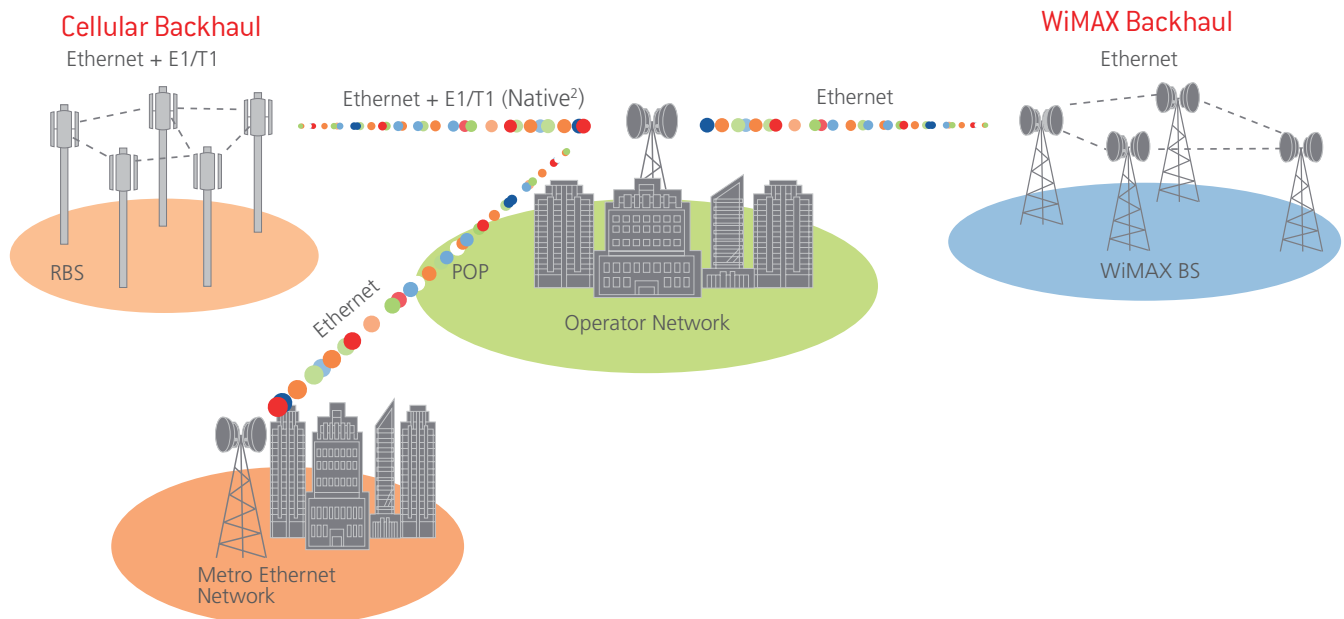 Cellular Backhaul
Ethernet + E1/T1
Ethernet + E1/T1 (Native²)
Ethernet
WiMAX Backhaul
Ethernet
RBS
POP
Operator Network
WiMAX BS
Ethernet
Metro Ethernet
Network